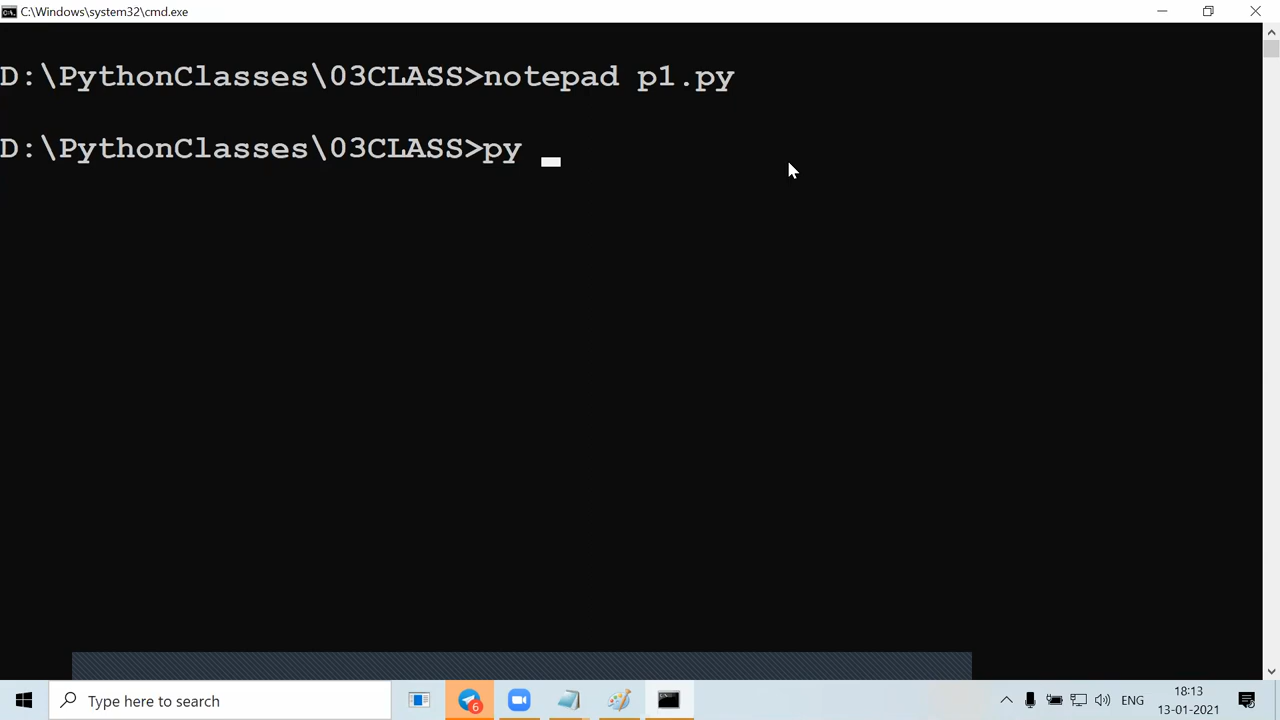 C:\Windows\system32\cmd.exe
D:\PythonClasses\03CLASS>notepad p1.py
D:\PythonClasses\03CLASS>py
Type here to search
6
ENG
18:13
13-01-2021